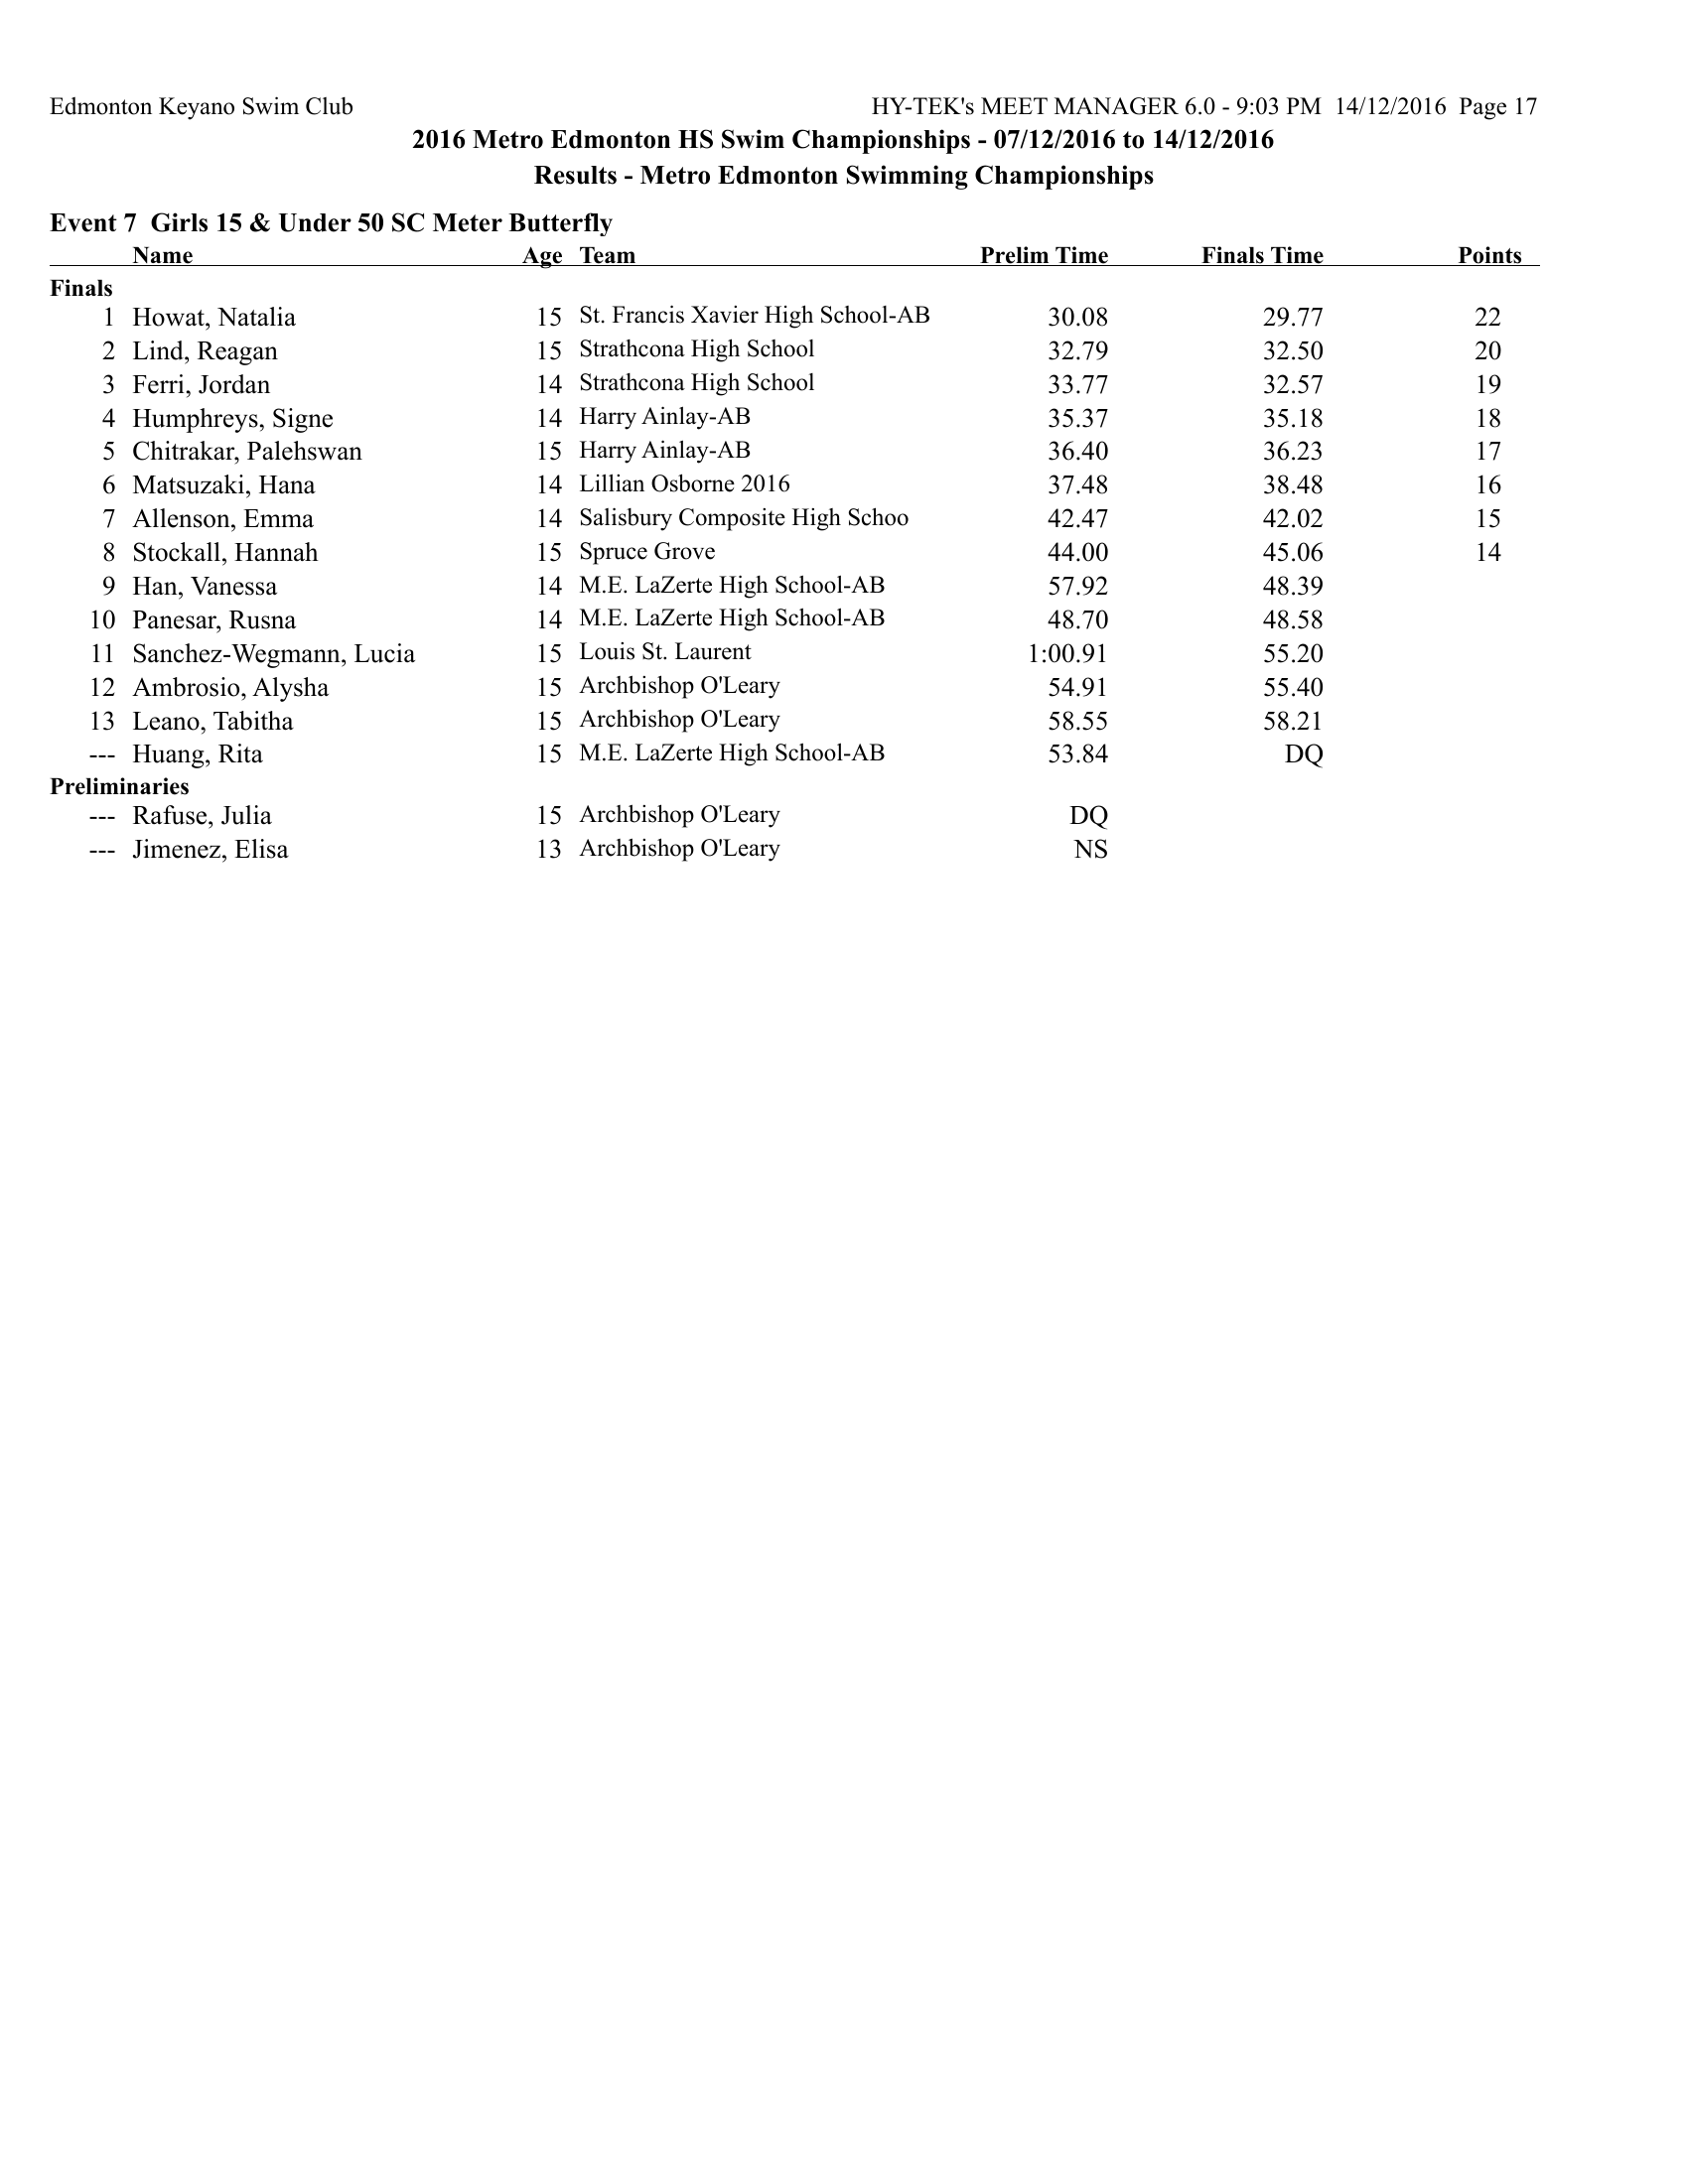 Edmonton Keyano Swim Club HY-TEK's MEET MANAGER 6.0 - 9:03 PM 14/12/2016 Page 17
2016 Metro Edmonton HS Swim Championships - 07/12/2016 to 14/12/2016
Results - Metro Edmonton Swimming Championships
Event 7 Girls 15 & Under 50 SC Meter Butterfly
Name Age Team Prelim Time Finals Time Points
Finals
1 Howat, Natalia 15 St. Francis Xavier High School-AB 30.08 29.77 22
2 Lind, Reagan 15 Strathcona High School 32.79 32.50 20
3 Ferri, Jordan 14 Strathcona High School 33.77 32.57 19
4 Humphreys, Signe 14 Harry Ainlay-AB 35.37 35.18 18
5 Chitrakar, Palehswan 15 Harry Ainlay-AB 36.40 36.23 17
6 Matsuzaki, Hana 14 Lillian Osborne 2016 37.48 38.48 16
7 Allenson, Emma 14 Salisbury Composite High Schoo 42.47 42.02 15
8 Stockall, Hannah 15 Spruce Grove 44.00 45.06 14
9 Han, Vanessa 14 M.E. LaZerte High School-AB 57.92 48.39
10 Panesar, Rusna 14 M.E. LaZerte High School-AB 48.70 48.58
11 Sanchez-Wegmann, Lucia 15 Louis St. Laurent 1:00.91 55.20
12 Ambrosio, Alysha 15 Archbishop O'Leary 54.91 55.40
13 Leano, Tabitha 15 Archbishop O'Leary 58.55 58.21
--- Huang, Rita 15 M.E. LaZerte High School-AB 53.84 DQ
Preliminaries
--- Rafuse, Julia 15 Archbishop O'Leary DQ
--- Jimenez, Elisa 13 Archbishop O'Leary NS